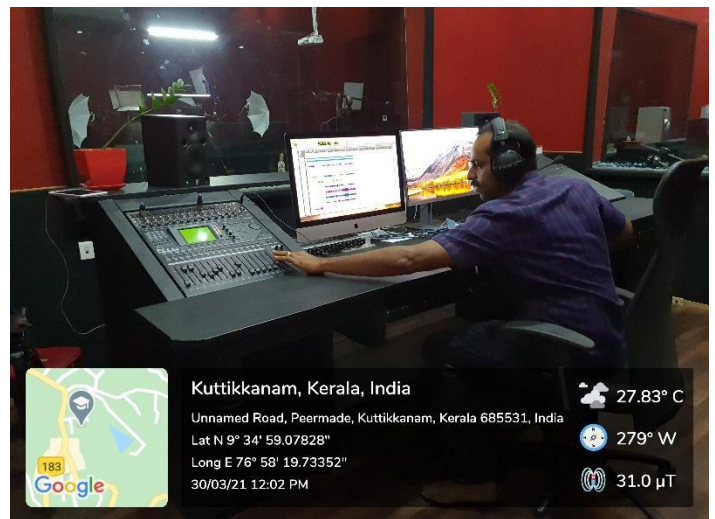 Kuttikkanam, Kerala, India
Unnamed Road, Peermade, Kuttikkanam, Kerala 685531, India
Lat N 9° 34' 59.07828"
Long E 76° 58' 19.73352"
30/03/21 12:02 PM
27.83° C
279° W
31.0 µT
183
Google